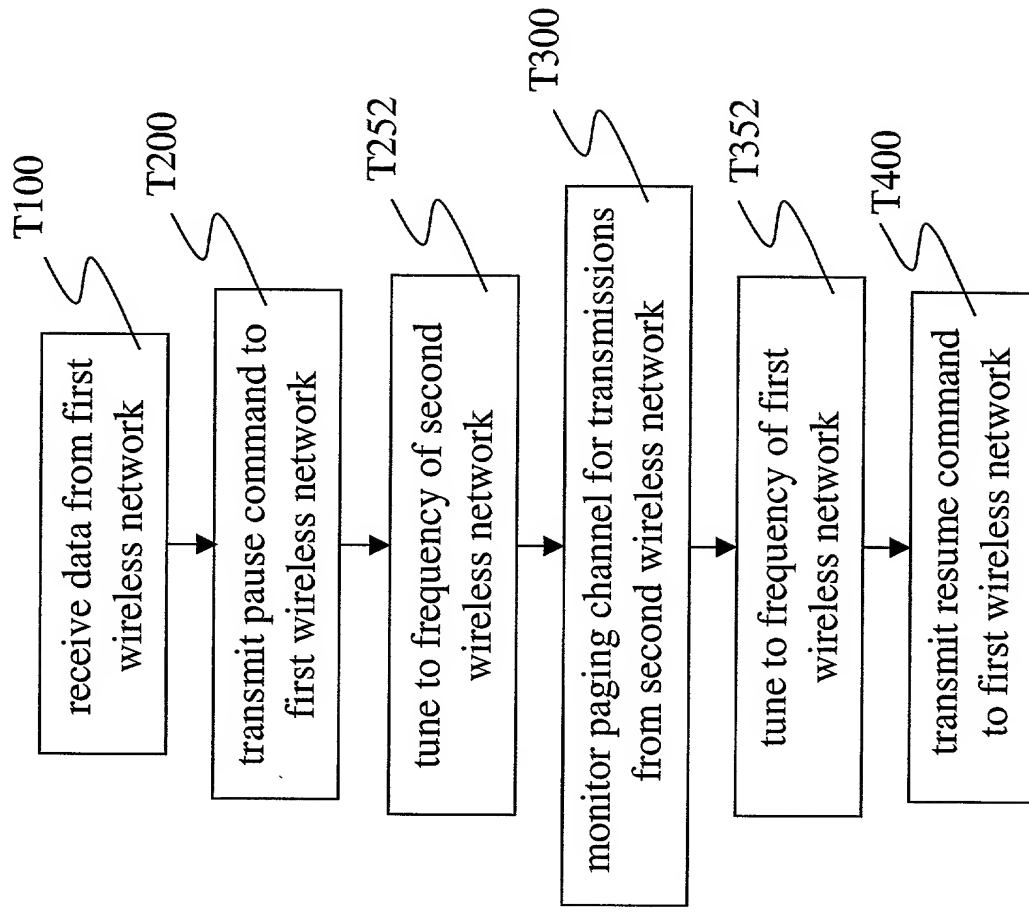 T100
receive data from first
wireless network
T200
transmit pause command to
first wireless network
T252
tune to frequency of second
wireless network
T300
monitor paging channel for transmissions
from second wireless network
T352
tune to frequency of first
wireless network
T400
transmit resume command
to first wireless network